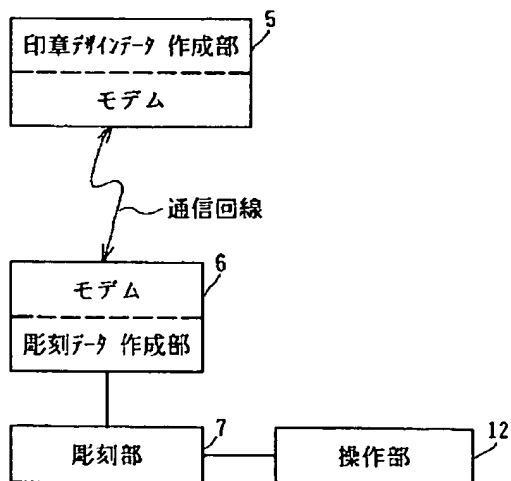 5
印章デザインデータ 作成部
モデム
通信回線
6
モデム
彫刻データ 作成部
7
彫刻部
12
操作部